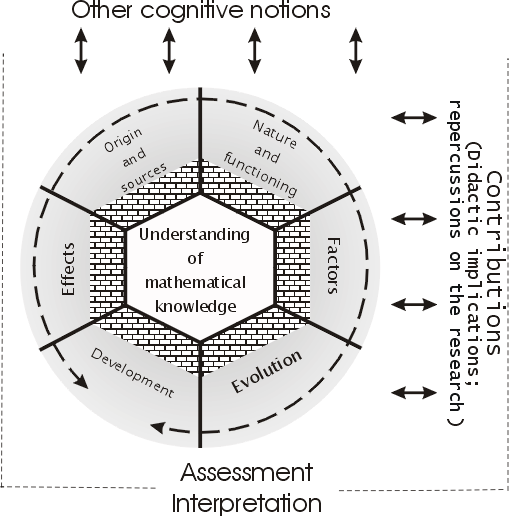 Other cognitive notions
Origin
and
sources
Nature
and
functioning
Effects
Understanding
of
mathematical
knowledge
Factors
Development
Evolution
Contributions
(Didactic implications;
repercussions on the research)
Assessment
Interpretation